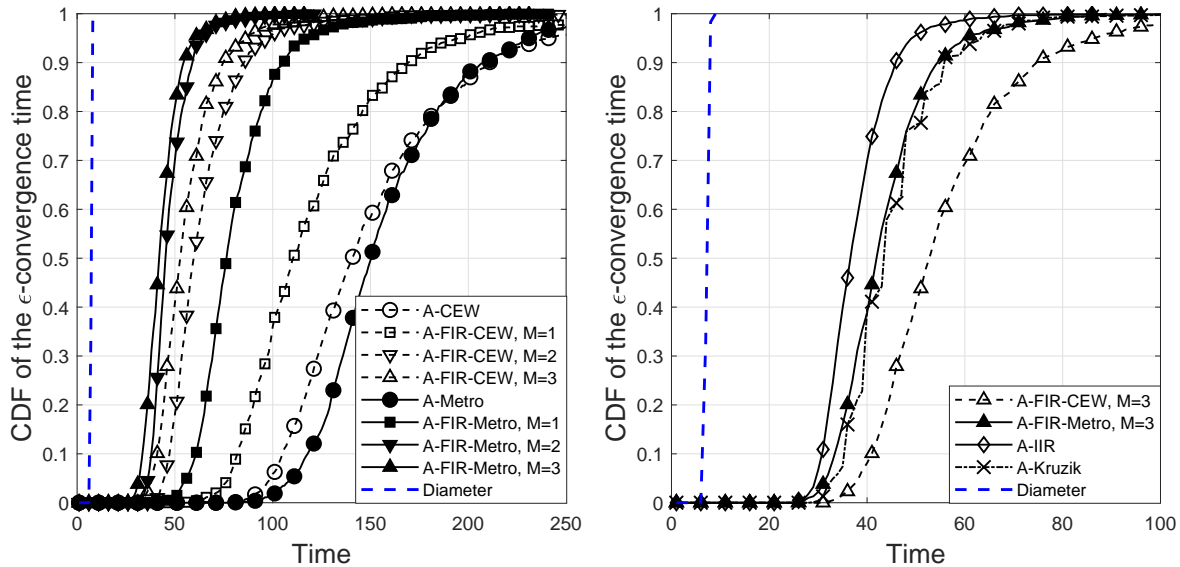 CDF of the ϵ-convergence time
1
0.9
0.8
0.7
0.6
0.5
0.4
0.3
0.2
0.1
0
0
50
100
150
200
250
Time
A-CEW
A-FIR-CEW, M=1
A-FIR-CEW, M=2
A-FIR-CEW, M=3
A-Metro
A-FIR-Metro, M=1
A-FIR-Metro, M=2
A-FIR-Metro, M=3
Diameter
CDF of the ϵ-convergence time
1
0.9
0.8
0.7
0.6
0.5
0.4
0.3
0.2
0.1
0
0
20
40
60
80
100
Time
A-FIR-CEW, M=3
A-FIR-Metro, M=3
A-IIR
A-Kruzik
Diameter